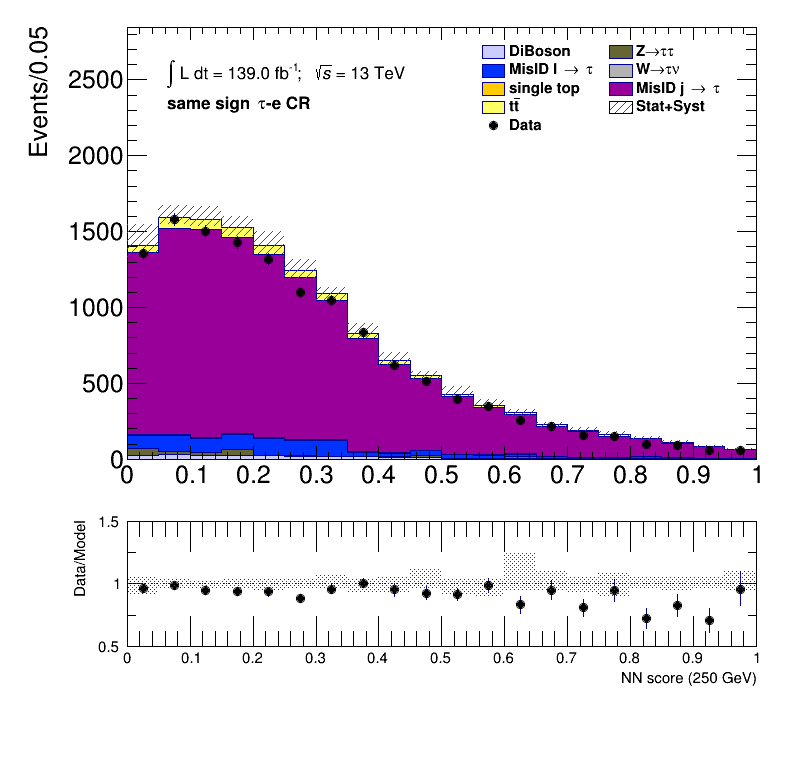 Events/0.05
2500
2000
1500
1000
500
0
∫ L dt = 139.0 fb⁻¹; √s = 13 TeV
same sign τ-e CR
DiBoson
MisID l → τ
single top
tt̄
Data
Z→ττ
W→τν
MisID j → τ
Stat+Syst
0 0.1 0.2 0.3 0.4 0.5 0.6 0.7 0.8 0.9 1
Data/Model
1.5
1
0.5
0 0.1 0.2 0.3 0.4 0.5 0.6 0.7 0.8 0.9 1
NN score (250 GeV)